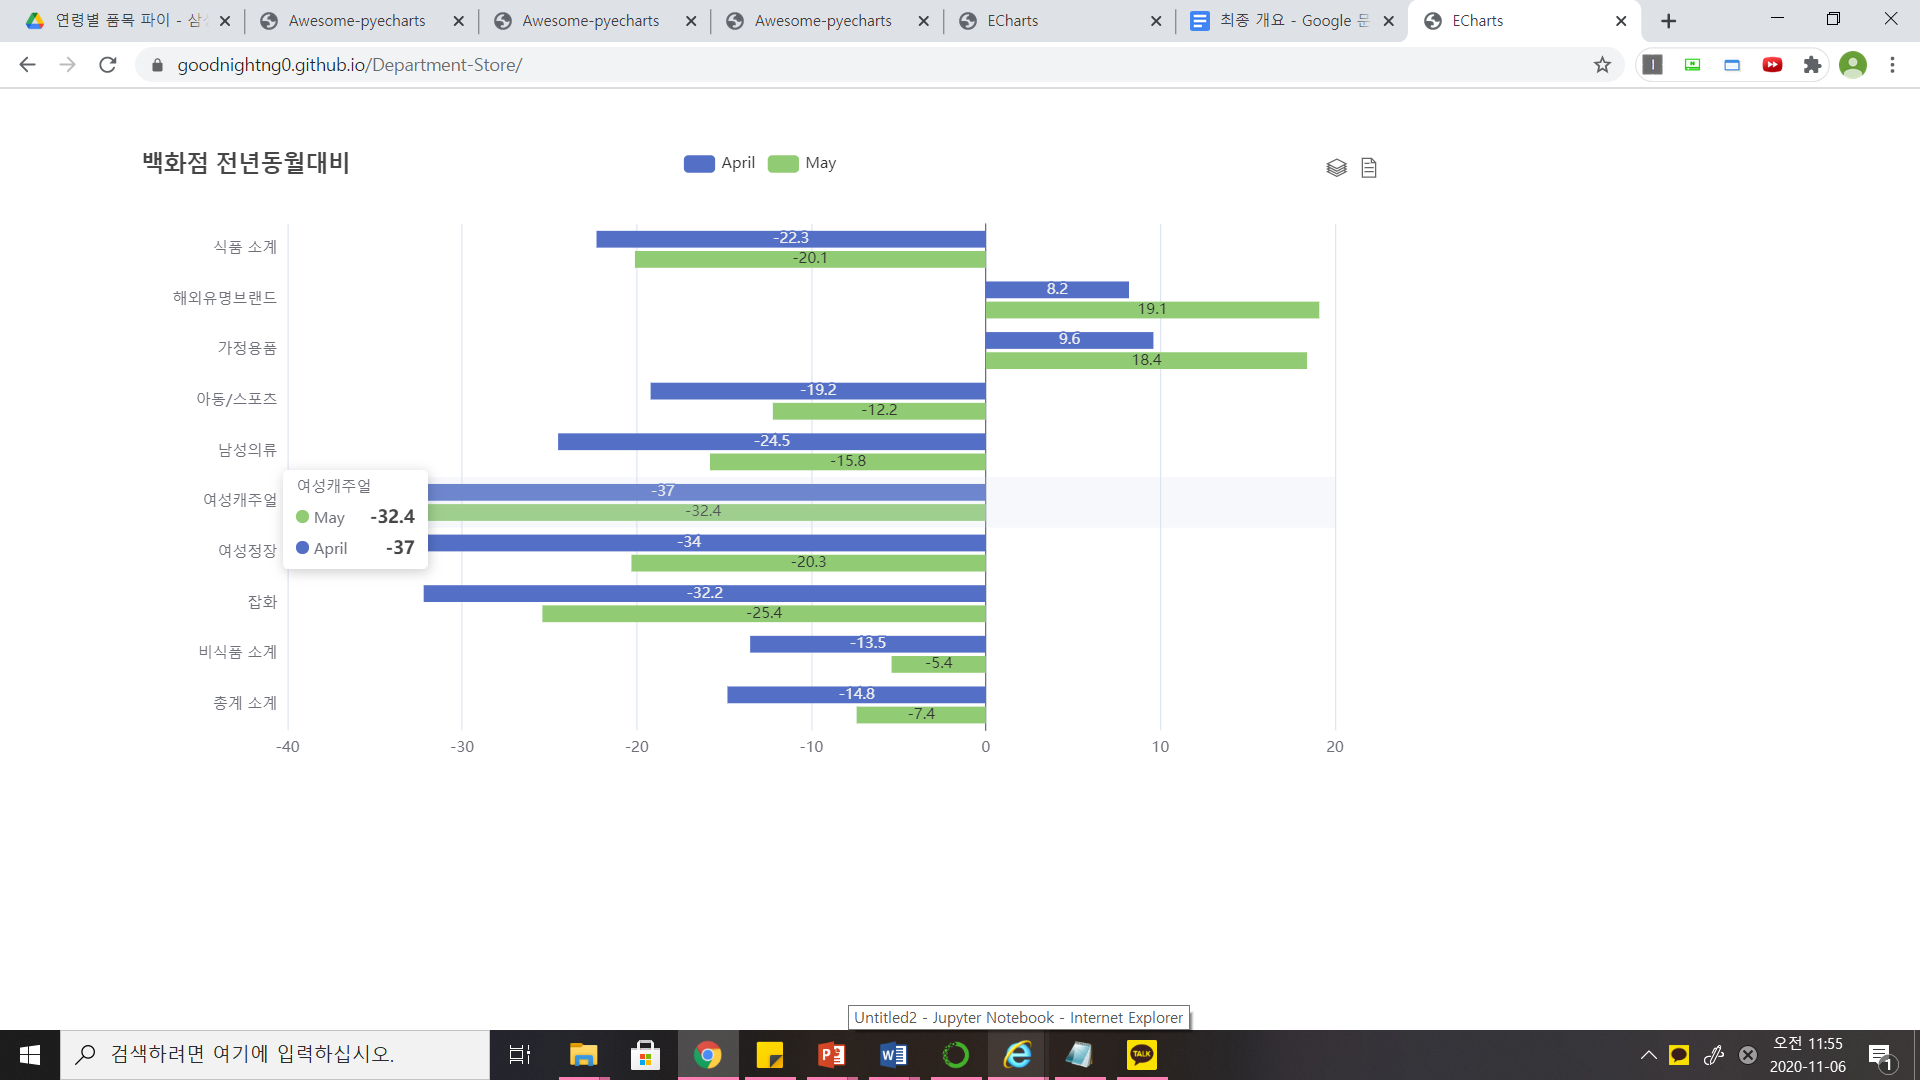 연령별 품목 파이 - 삼성
Awesome-pyecharts
Awesome-pyecharts
Awesome-pyecharts
ECharts
최종 개요 - Google 문
ECharts
goodnightng0.github.io/Department-Store/
백화점 전년동월대비
April
May
식품 소계
-22.3
-20.1
해외유명브랜드
8.2
19.1
가정용품
9.6
18.4
아동/스포츠
-19.2
-12.2
남성의류
-24.5
-15.8
여성캐주얼
-37
-32.4
여성캐주얼
May -32.4
April -37
여성정장
-34
-20.3
잡화
-32.2
-25.4
비식품 소계
-13.5
-5.4
총계 소계
-14.8
-7.4
-40 -30 -20 -10 0 10 20
Untitled2 - Jupyter Notebook - Internet Explorer
검색하려면 여기에 입력하십시오.
TALK
오전 11:55
2020-11-06
1